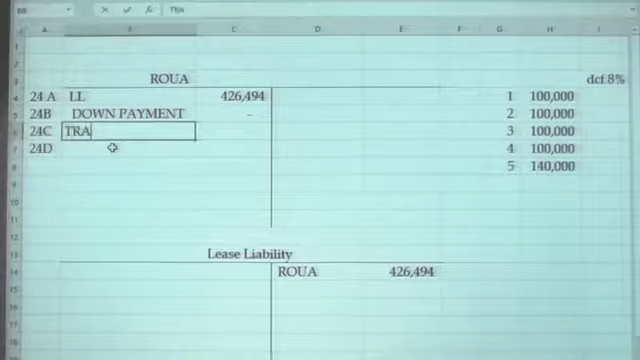 TRA
A B C D E F G H I
ROUA dcf 8%
24 A LL 426,494 1 100,000
24B DOWN PAYMENT - 2 100,000
24C TRA 3 100,000
24D 4 100,000
5 140,000
Lease Liability
ROUA 426,494